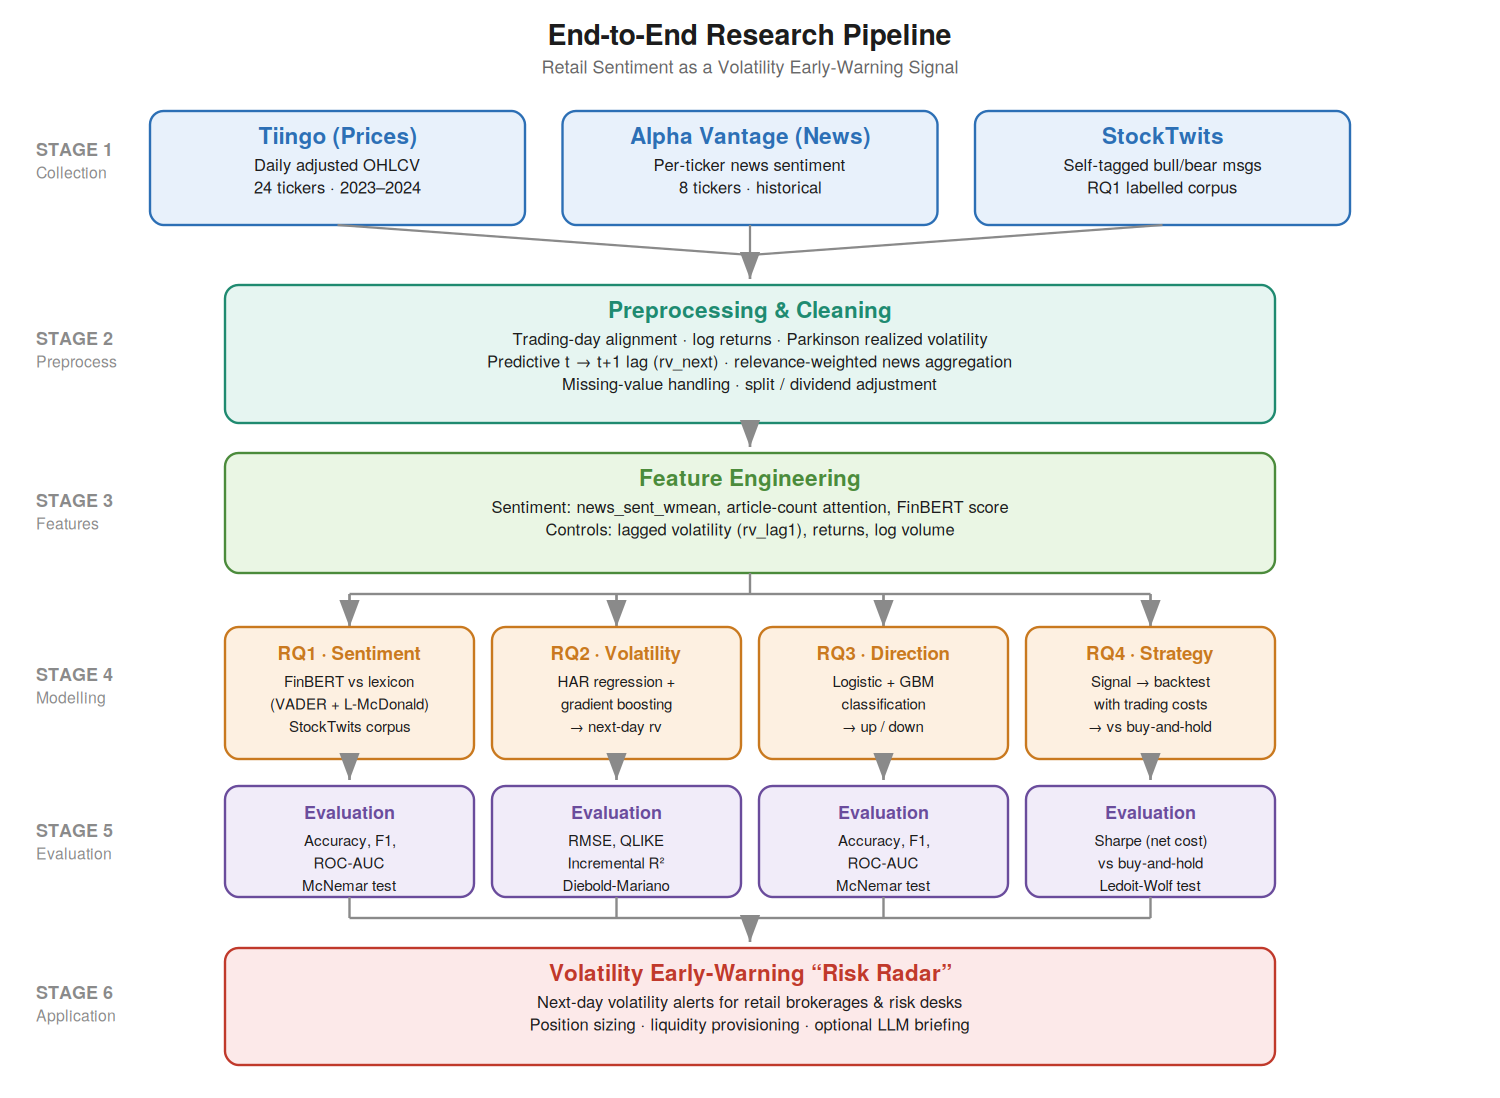 End-to-End Research Pipeline
Retail Sentiment as a Volatility Early-Warning Signal
STAGE 1
Collection
Tiingo (Prices)
Daily adjusted OHLCV
24 tickers · 2023–2024
Alpha Vantage (News)
Per-ticker news sentiment
8 tickers · historical
StockTwits
Self-tagged bull/bear msgs
RQ1 labelled corpus
STAGE 2
Preprocess
Preprocessing & Cleaning
Trading-day alignment · log returns · Parkinson realized volatility
Predictive t → t+1 lag (rv_next) · relevance-weighted news aggregation
Missing-value handling · split / dividend adjustment
STAGE 3
Features
Feature Engineering
Sentiment: news_sent_wmean, article-count attention, FinBERT score
Controls: lagged volatility (rv_lag1), returns, log volume
STAGE 4
Modelling
RQ1 · Sentiment
FinBERT vs lexicon
(VADER + L-McDonald)
StockTwits corpus
RQ2 · Volatility
HAR regression +
gradient boosting
→ next-day rv
RQ3 · Direction
Logistic + GBM
classification
→ up / down
RQ4 · Strategy
Signal → backtest
with trading costs
→ vs buy-and-hold
STAGE 5
Evaluation
Evaluation
Accuracy, F1,
ROC-AUC
McNemar test
Evaluation
RMSE, QLIKE
Incremental R²
Diebold-Mariano
Evaluation
Accuracy, F1,
ROC-AUC
McNemar test
Evaluation
Sharpe (net cost)
vs buy-and-hold
Ledoit-Wolf test
STAGE 6
Application
Volatility Early-Warning “Risk Radar”
Next-day volatility alerts for retail brokerages & risk desks
Position sizing · liquidity provisioning · optional LLM briefing